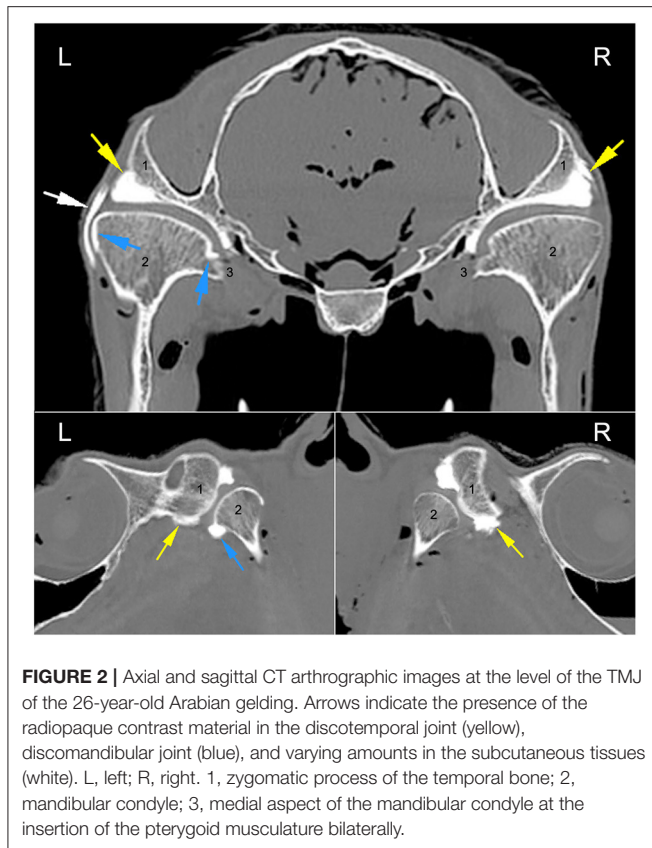 L R
1 1
2 2
3 3
L R
1 1
2 2
FIGURE 2 | Axial and sagittal CT arthrographic images at the level of the TMJ
of the 26-year-old Arabian gelding. Arrows indicate the presence of the
radiopaque contrast material in the discotemporal joint (yellow),
discomandibular joint (blue), and varying amounts in the subcutaneous tissues
(white). L, left; R, right. 1, zygomatic process of the temporal bone; 2,
mandibular condyle; 3, medial aspect of the mandibular condyle at the
insertion of the pterygoid musculature bilaterally.